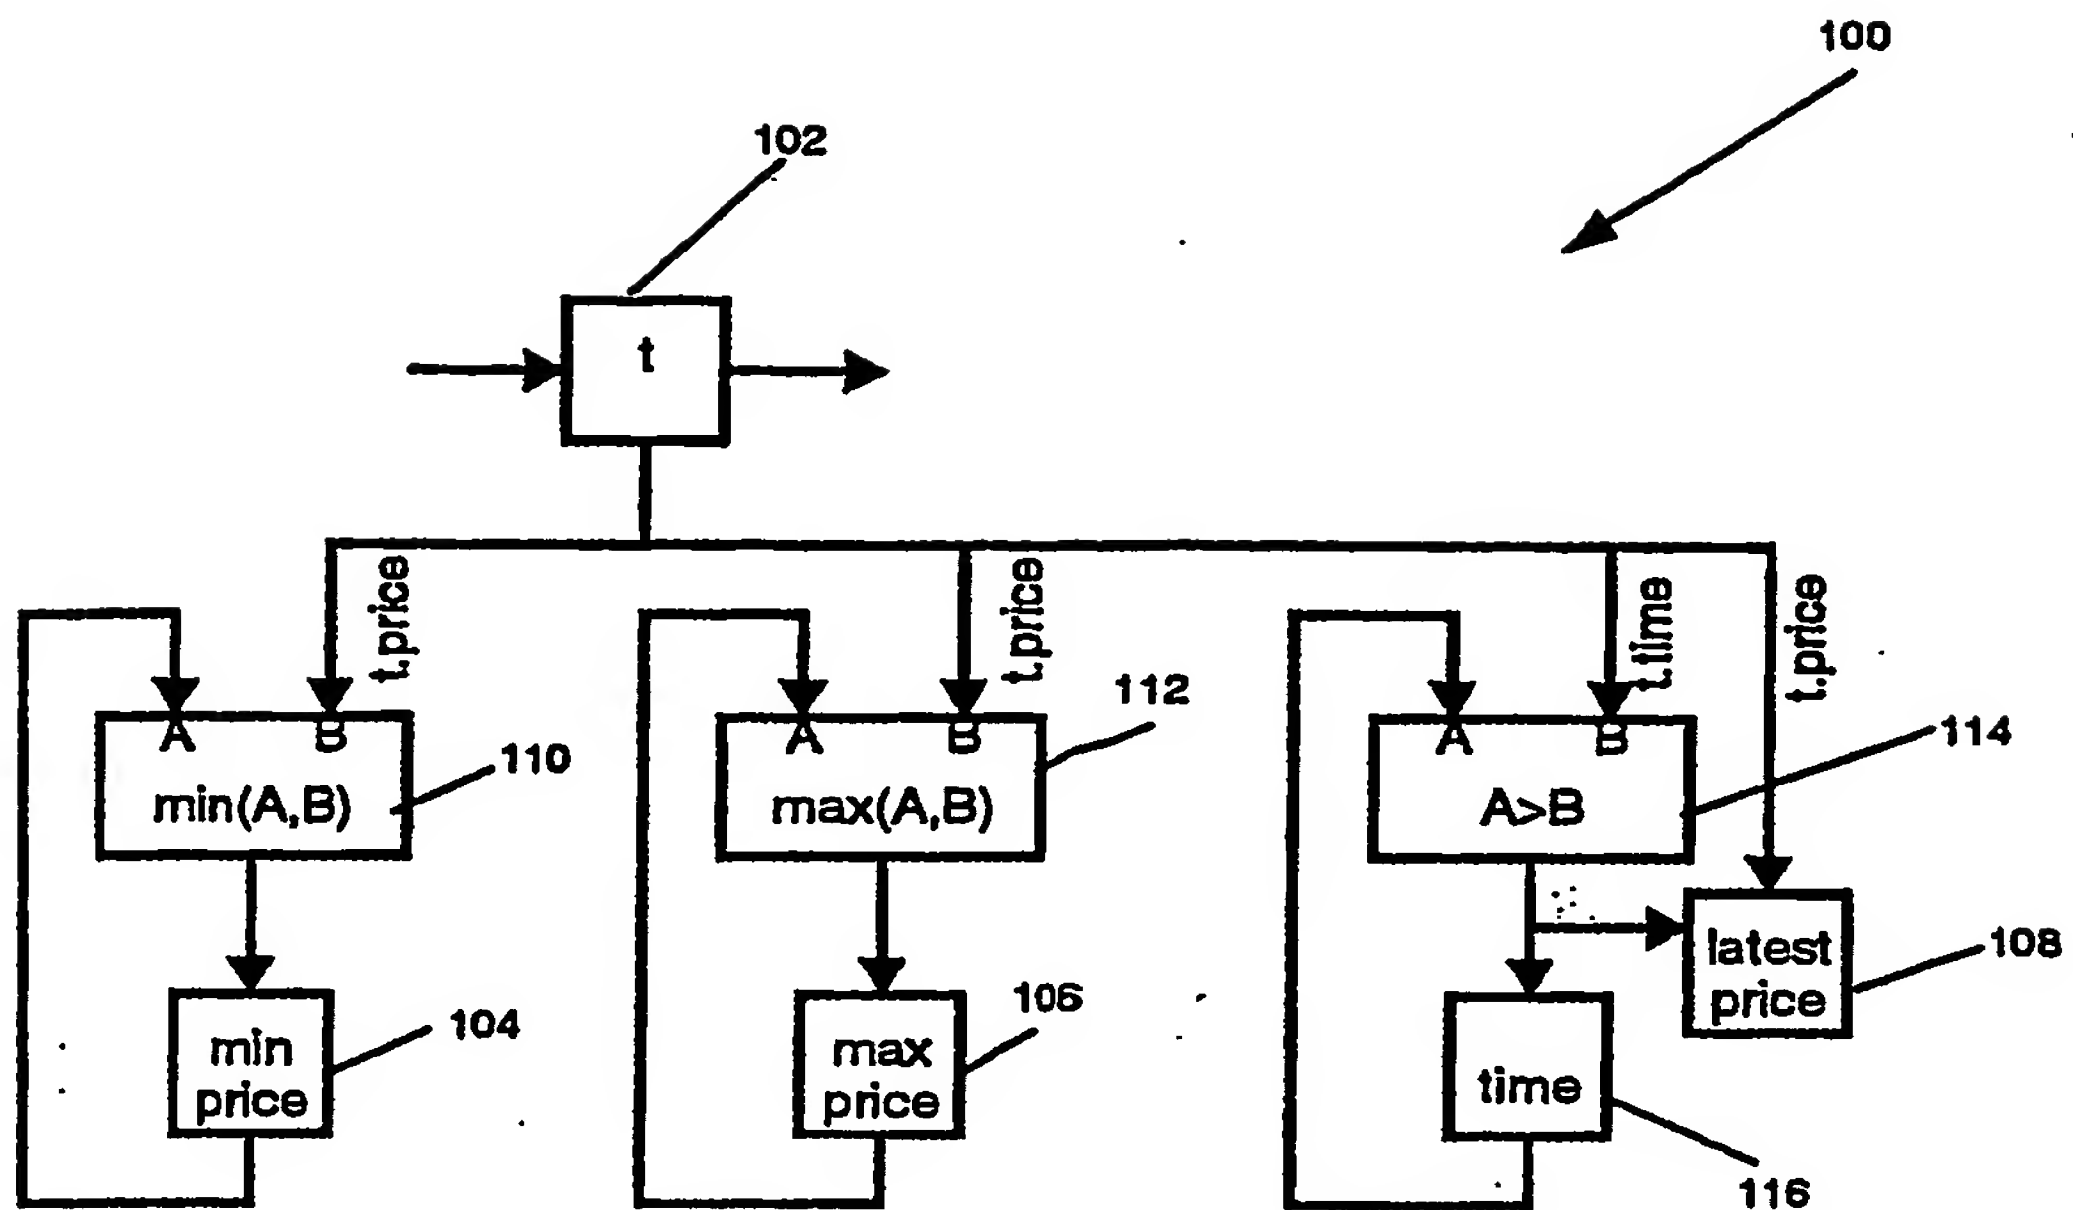 100
102
t
t.price
t.price
t.time
t.price
A B
min(A,B)
110
A B
max(A,B)
112
A B
A>B
114
min
price
104
max
price
106
time
116
latest
price
108